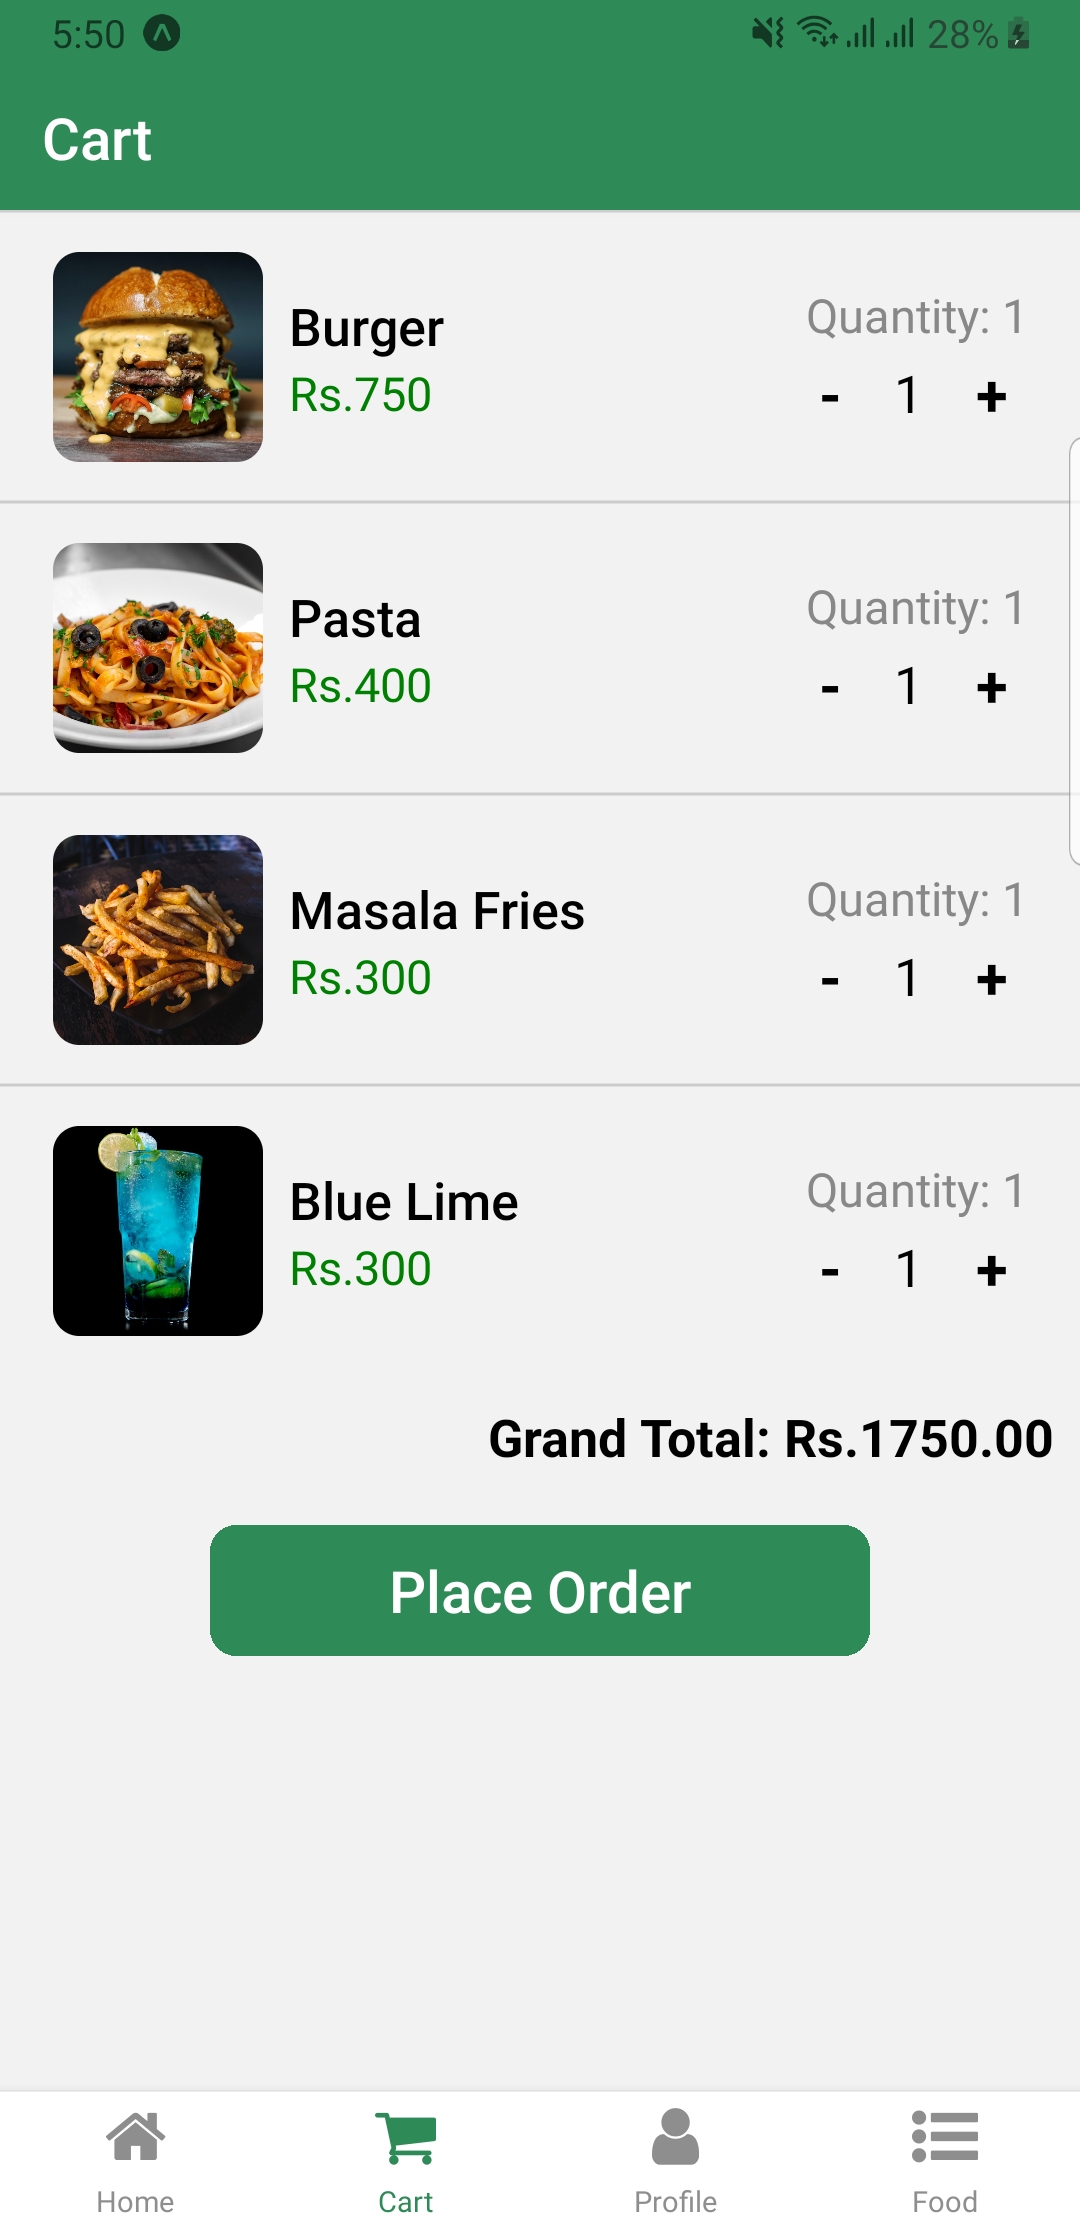 5:50 28%
Cart
Burger
Rs.750
Quantity: 1
- 1 +
Pasta
Rs.400
Quantity: 1
- 1 +
Masala Fries
Rs.300
Quantity: 1
- 1 +
Blue Lime
Rs.300
Quantity: 1
- 1 +
Grand Total: Rs.1750.00
Place Order
Home Cart Profile Food